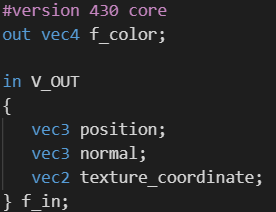 #version 430 core
out vec4 f_color;
in V_OUT
{
vec3 position;
vec3 normal;
vec2 texture_coordinate;
} f_in;